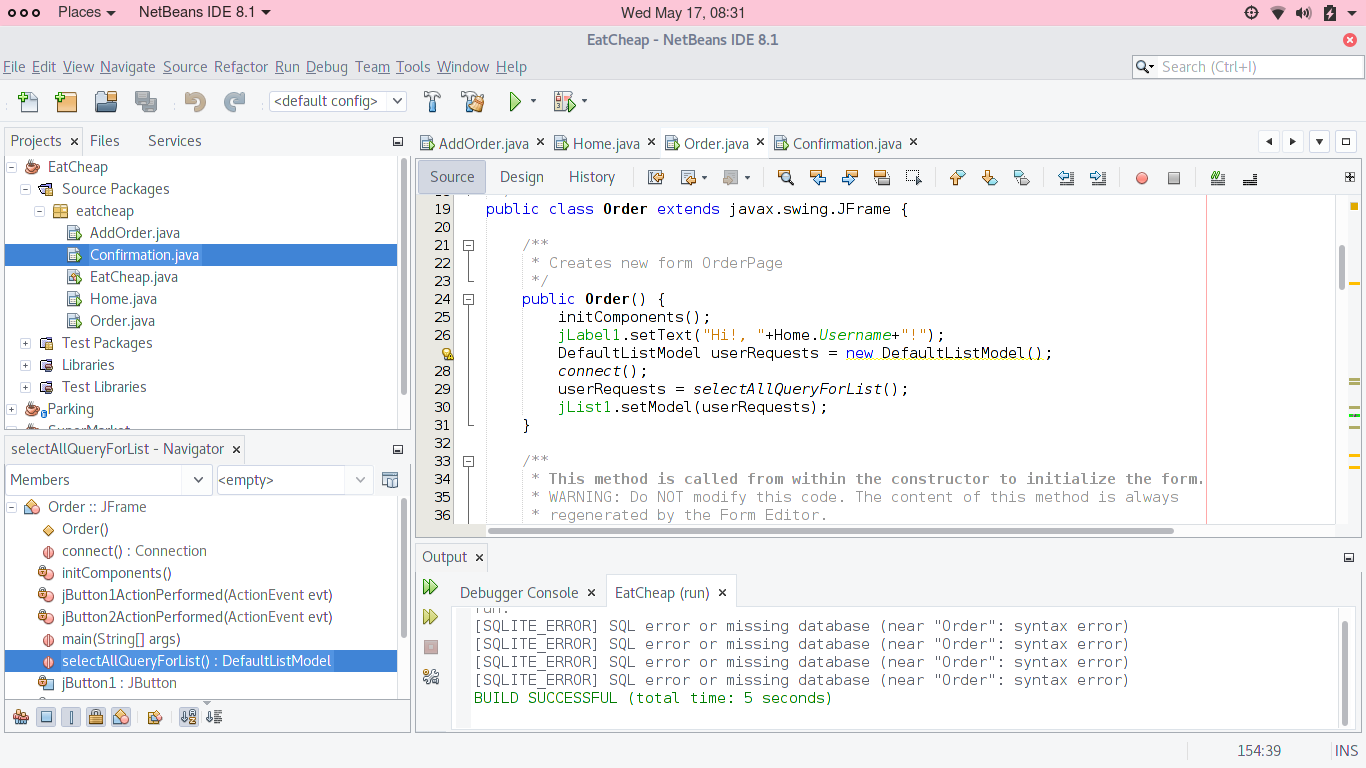 Places NetBeans IDE 8.1 Wed May 17, 08:31
EatCheap - NetBeans IDE 8.1
File Edit View Navigate Source Refactor Run Debug Team Tools Window Help
Search (Ctrl+I)
<default config>
Projects Files Services
EatCheap
Source Packages
eatcheap
AddOrder.java
Confirmation.java
EatCheap.java
Home.java
Order.java
Test Packages
Libraries
Test Libraries
Parking
SuperMarket
selectAllQueryForList - Navigator
Members <empty>
Order :: JFrame
Order()
connect() : Connection
initComponents()
jButton1ActionPerformed(ActionEvent evt)
jButton2ActionPerformed(ActionEvent evt)
main(String[] args)
selectAllQueryForList() : DefaultListModel
jButton1 : JButton
AddOrder.java Home.java Order.java Confirmation.java
Source Design History
19 public class Order extends javax.swing.JFrame {
20
21 /**
22 * Creates new form OrderPage
23 */
24 public Order() {
25 initComponents();
26 jLabel1.setText("Hi!, "+Home.Username+"!");
DefaultListModel userRequests = new DefaultListModel();
28 connect();
29 userRequests = selectAllQueryForList();
30 jList1.setModel(userRequests);
31 }
32
33 /**
34 * This method is called from within the constructor to initialize the form.
35 * WARNING: Do NOT modify this code. The content of this method is always
36 * regenerated by the Form Editor.
Output
Debugger Console EatCheap (run)
run:
[SQLITE_ERROR] SQL error or missing database (near "Order": syntax error)
[SQLITE_ERROR] SQL error or missing database (near "Order": syntax error)
[SQLITE_ERROR] SQL error or missing database (near "Order": syntax error)
[SQLITE_ERROR] SQL error or missing database (near "Order": syntax error)
BUILD SUCCESSFUL (total time: 5 seconds)
154:39 INS